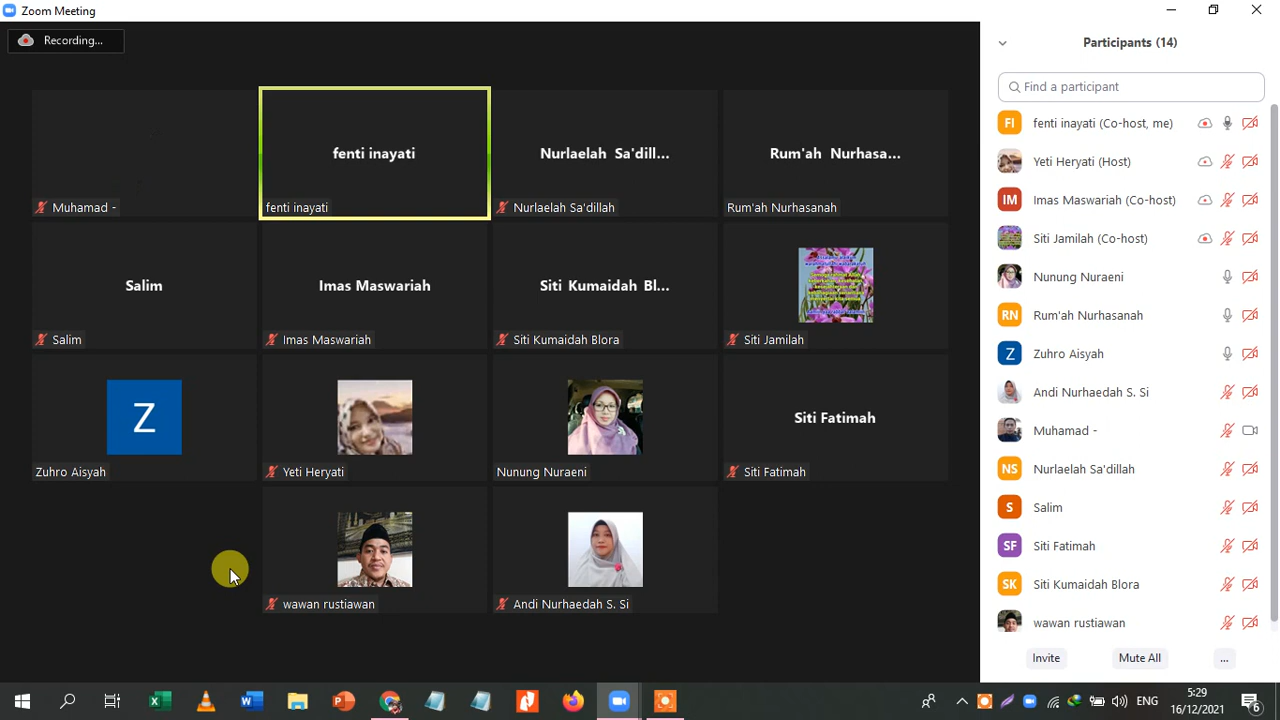 Zoom Meeting
Recording...
Muhamad -
fenti inayati
fenti inayati
Nurlaelah Sa'dill...
Nurlaelah Sa'dillah
Rum'ah Nurhasa...
Rum'ah Nurhasanah
Salim
Salim
Imas Maswariah
Imas Maswariah
Siti Kumaidah Bl...
Siti Kumaidah Blora
Siti Jamilah
Z
Zuhro Aisyah
Yeti Heryati
Nunung Nuraeni
Siti Fatimah
Siti Fatimah
wawan rustiawan
Andi Nurhaedah S. Si
Participants (14)
Find a participant
FI fenti inayati (Co-host, me)
Yeti Heryati (Host)
IM Imas Maswariah (Co-host)
Siti Jamilah (Co-host)
Nunung Nuraeni
RN Rum'ah Nurhasanah
Z Zuhro Aisyah
Andi Nurhaedah S. Si
Muhamad -
NS Nurlaelah Sa'dillah
S Salim
SF Siti Fatimah
SK Siti Kumaidah Blora
wawan rustiawan
Invite Mute All ...
ENG
5:29
16/12/2021
6